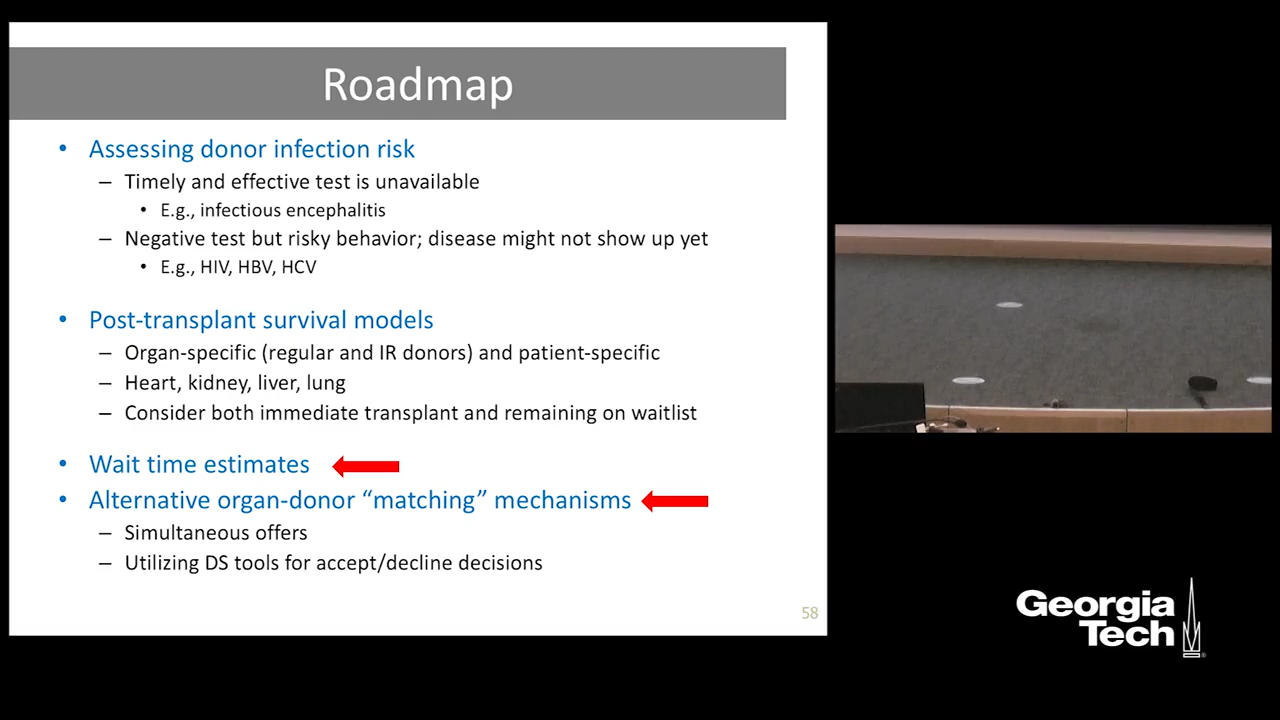 Roadmap
• Assessing donor infection risk
– Timely and effective test is unavailable
• E.g., infectious encephalitis
– Negative test but risky behavior; disease might not show up yet
• E.g., HIV, HBV, HCV
• Post-transplant survival models
– Organ-specific (regular and IR donors) and patient-specific
– Heart, kidney, liver, lung
– Consider both immediate transplant and remaining on waitlist
• Wait time estimates
• Alternative organ-donor “matching” mechanisms
– Simultaneous offers
– Utilizing DS tools for accept/decline decisions
58
Georgia
Tech